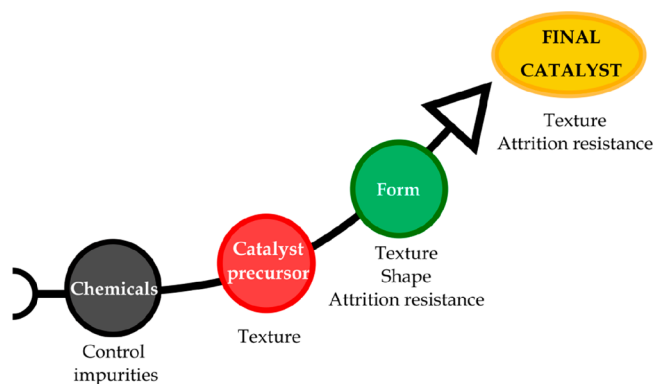 FINAL
CATALYST
Texture
Attrition resistance
Form
Texture
Shape
Attrition resistance
Catalyst
precursor
Texture
Chemicals
Control
impurities